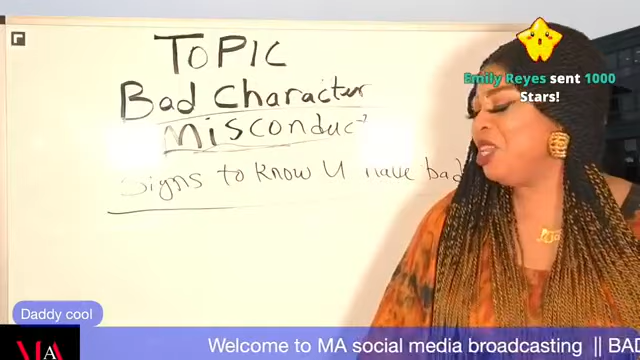 TOPIC
Bad Character
Misconduct
Signs to know U have bad
Emily Reyes sent 1000
Stars!
Daddy cool
MA
Welcome to MA social media broadcasting || BAD